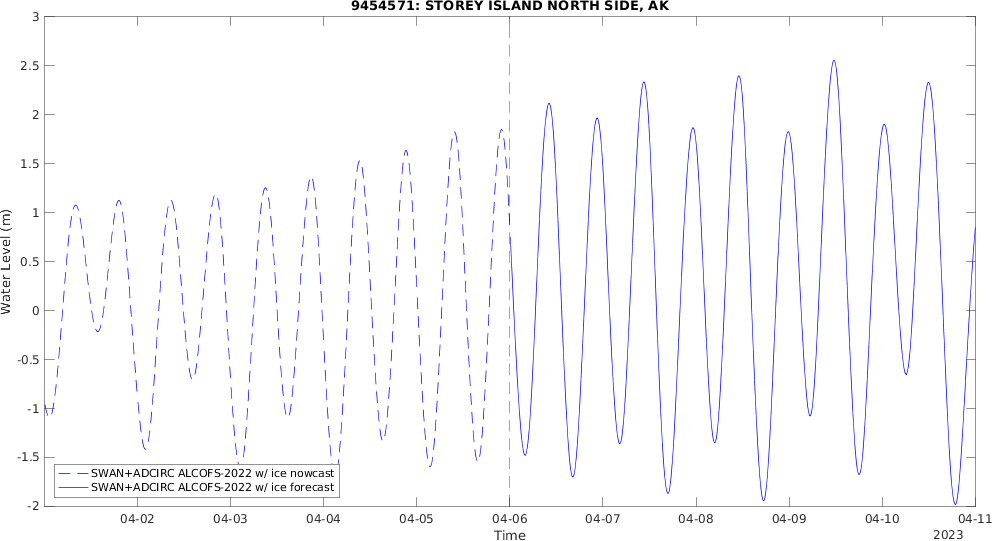 9454571: STOREY ISLAND NORTH SIDE, AK
3
2.5
2
1.5
1
0.5
0
-0.5
-1
-1.5
-2
Water Level (m)
SWAN+ADCIRC ALCOFS-2022 w/ ice nowcast
SWAN+ADCIRC ALCOFS-2022 w/ ice forecast
04-02 04-03 04-04 04-05 04-06 04-07 04-08 04-09 04-10 04-11
Time
2023